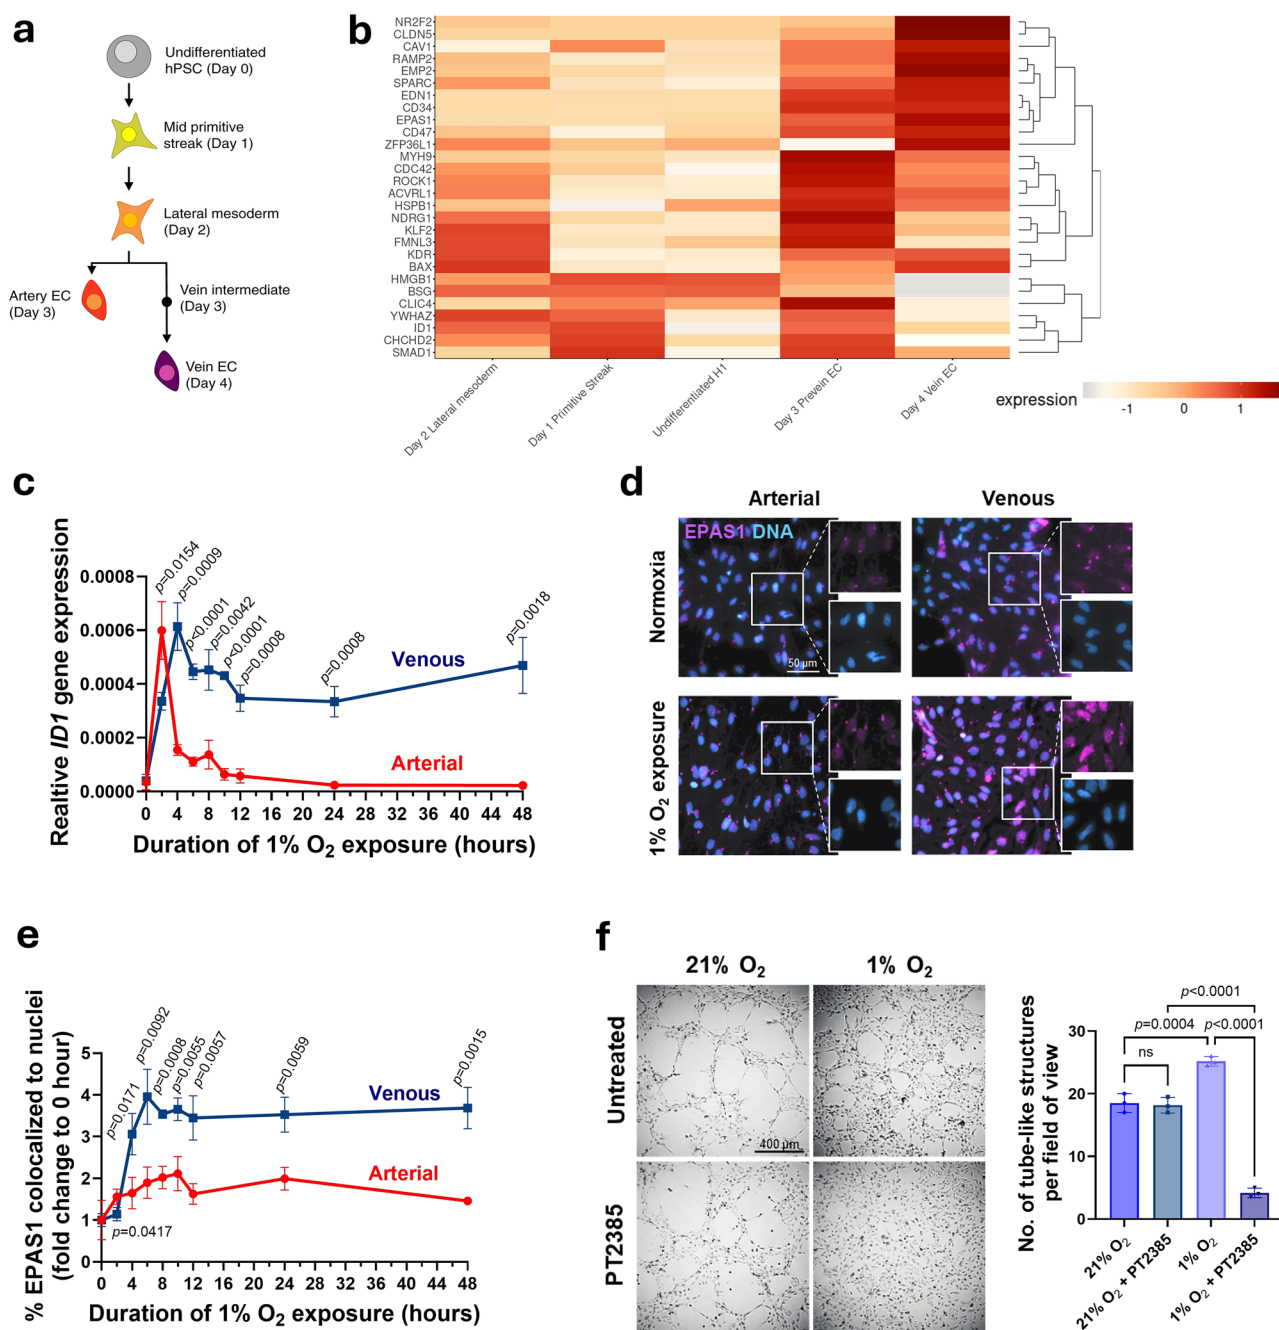 a
Undifferentiated
hPSC (Day 0)
Mid primitive
streak (Day 1)
Lateral mesoderm
(Day 2)
Artery EC
(Day 3)
Vein intermediate
(Day 3)
Vein EC
(Day 4)
b
NR2F2
CLDN5
CAV1
RAMP2
EMP2
SPARC
EDN1
CD34
EPAS1
CD47
ZFP36L1
MYH9
CDC42
ROCK1
ACVRL1
HSPB1
NDRG1
KLF2
FMNL3
KDR
BAX
HMGB1
BSG
CLIC4
YWHAZ
ID1
CHCHD2
SMAD1
Day 2 Lateral mesoderm
Day 1 Primitive Streak
Undifferentiated H1
Day 3 Prevein EC
Day 4 Vein EC
expression
-1 0 1
c
Realtive ID1 gene expression
0.0008
0.0006
0.0004
0.0002
0.0000
p=0.0154
p=0.0009
p<0.0001
p=0.0042
p<0.0001
p=0.0008
p=0.0008
p=0.0018
Venous
Arterial
0 4 8 12 16 20 24 28 32 36 40 44 48
Duration of 1% O2 exposure (hours)
d
Arterial Venous
Normoxia
EPAS1 DNA
50 µm
1% O2 exposure
e
% EPAS1 colocalized to nuclei
(fold change to 0 hour)
5
4
3
2
1
0
p=0.0417
p=0.0171
p=0.0092
p=0.0008
p=0.0055
p=0.0057
p=0.0059
p=0.0015
Venous
Arterial
0 4 8 12 16 20 24 28 32 36 40 44 48
Duration of 1% O2 exposure (hours)
f
21% O2 1% O2
Untreated
400 µm
PT2385
No. of tube-like structures
per field of view
30
20
10
0
p<0.0001
p=0.0004 p<0.0001
ns
21% O2
21% O2 + PT2385
1% O2
1% O2 + PT2385